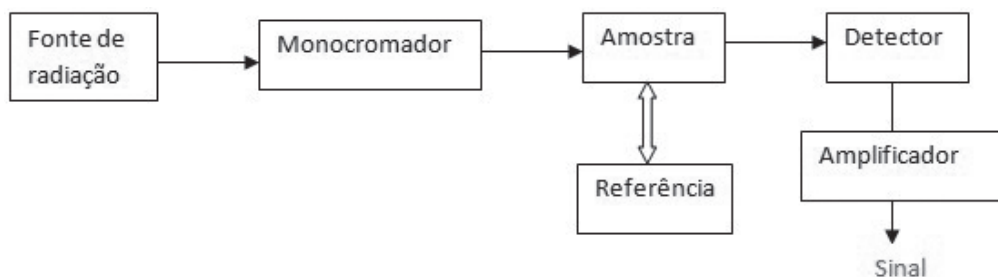 Fonte de
radiação
Monocromador
Amostra
Detector
Referência
Amplificador
Sinal